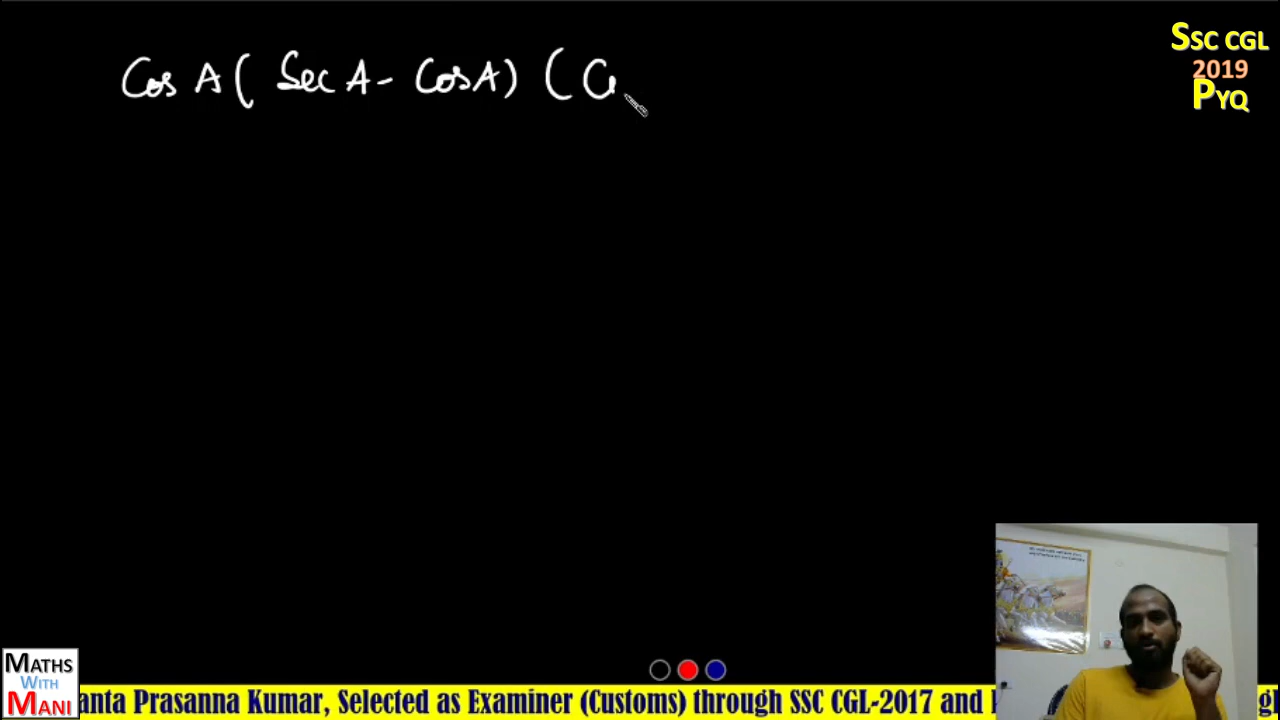 Cos A ( Sec A - Cos A ) ( C
SSC CGL
2019
PYQ
MATHS
WITH
MANI
anta Prasanna Kumar, Selected as Examiner (Customs) through SSC CGL-2017 and